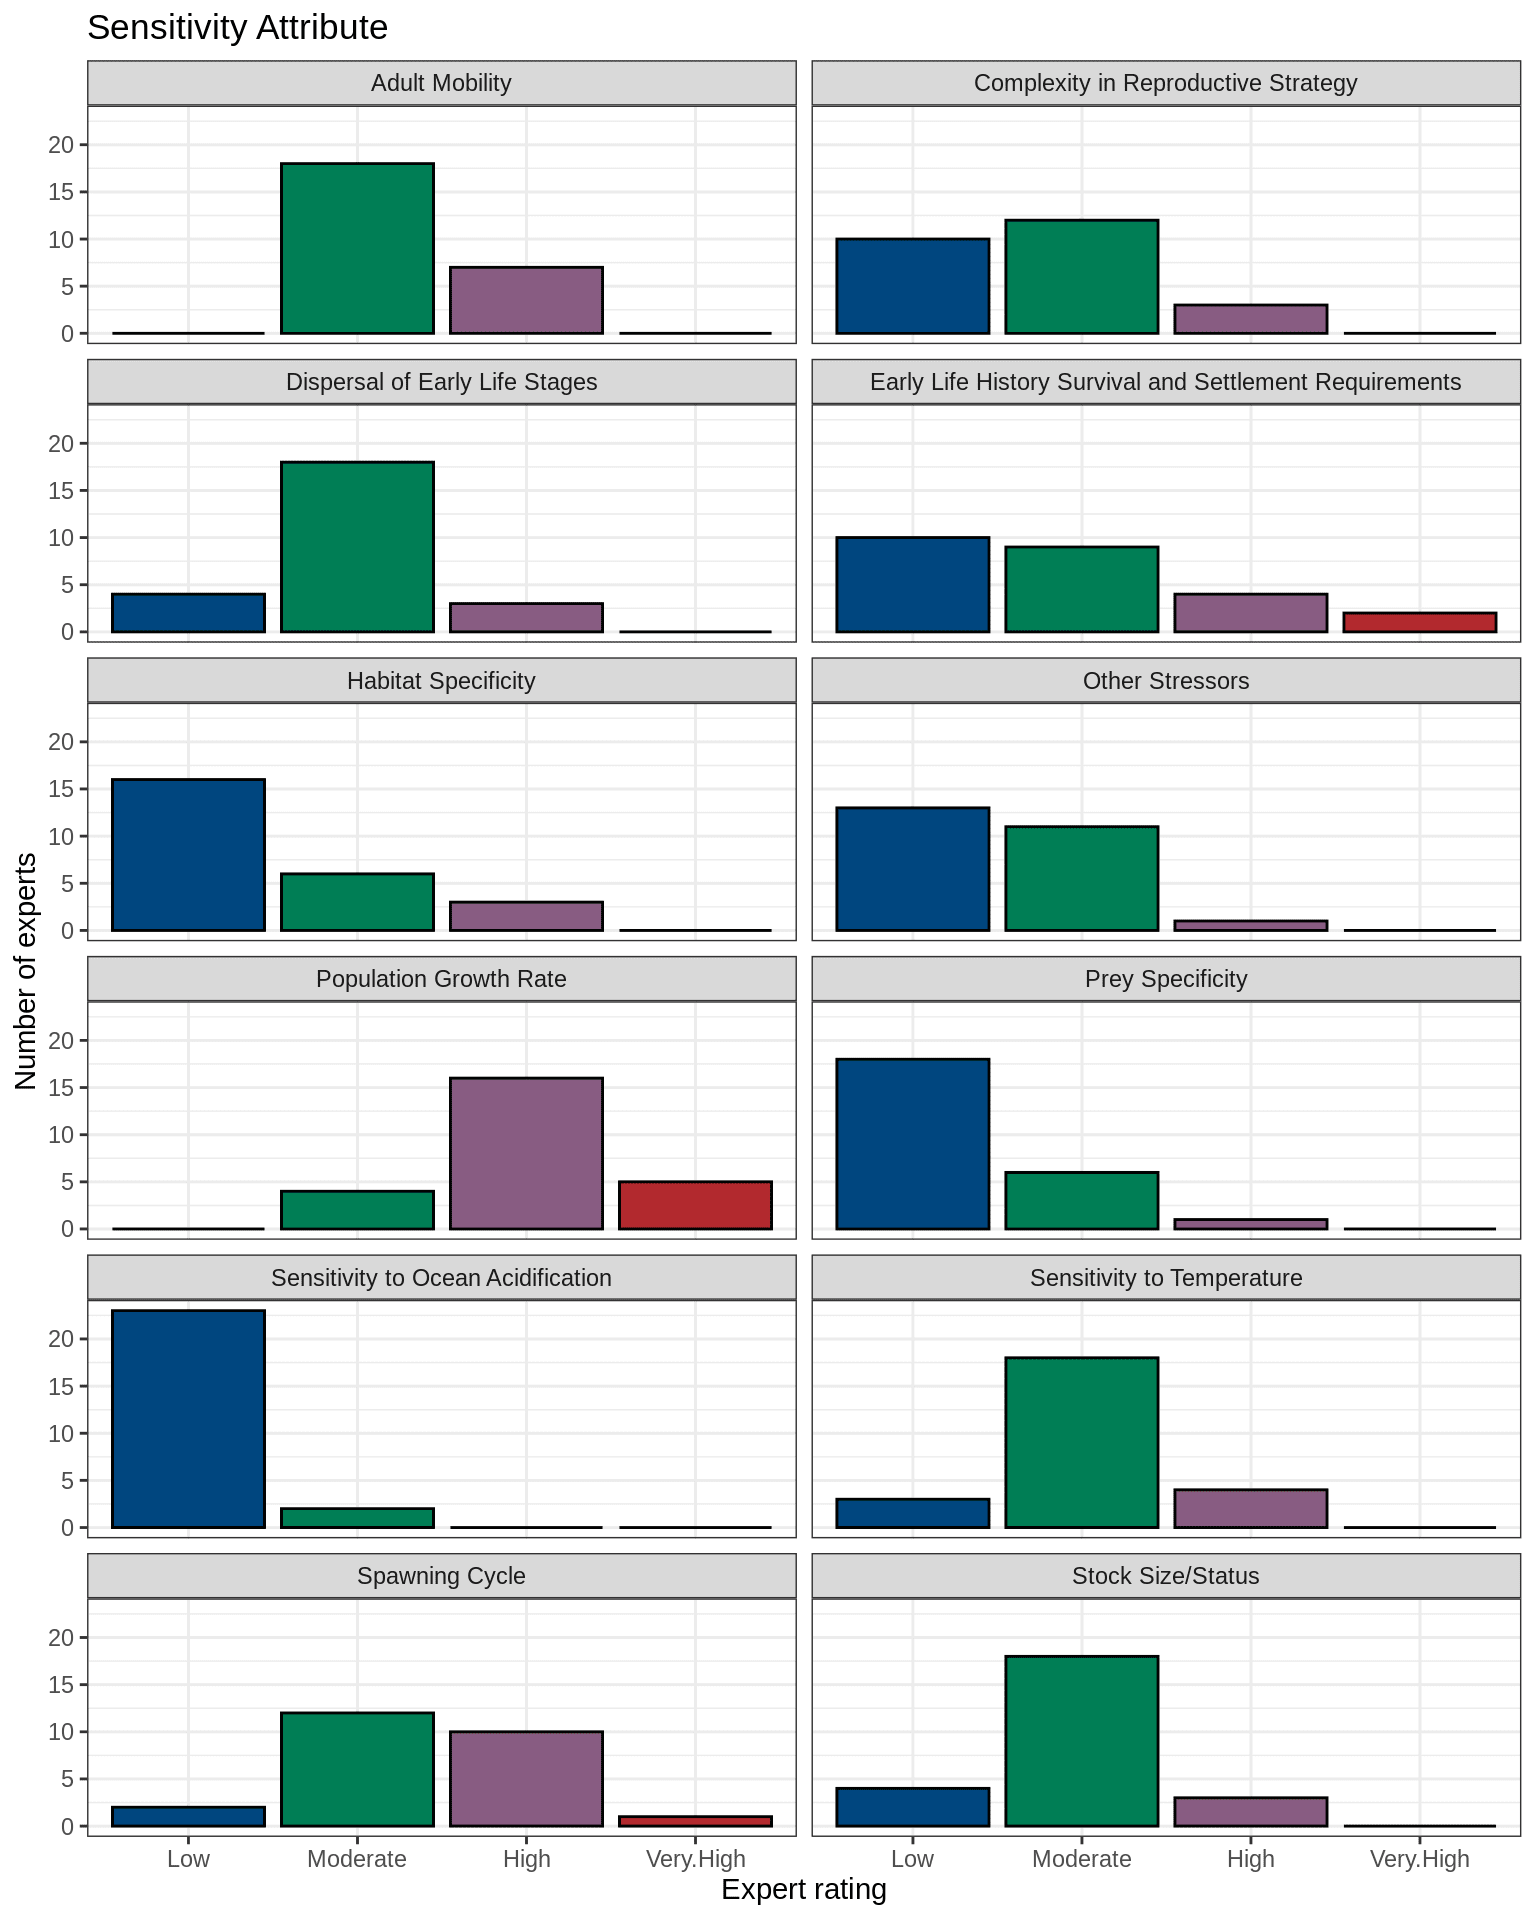 Sensitivity Attribute
Adult Mobility
Complexity in Reproductive Strategy
20
15
10
5
0
Dispersal of Early Life Stages
Early Life History Survival and Settlement Requirements
20
15
10
5
0
Habitat Specificity
Other Stressors
20
15
10
5
0
Number of experts
Population Growth Rate
Prey Specificity
20
15
10
5
0
Sensitivity to Ocean Acidification
Sensitivity to Temperature
20
15
10
5
0
Spawning Cycle
Stock Size/Status
20
15
10
5
0
Low Moderate High Very.High Low Moderate High Very.High
Expert rating